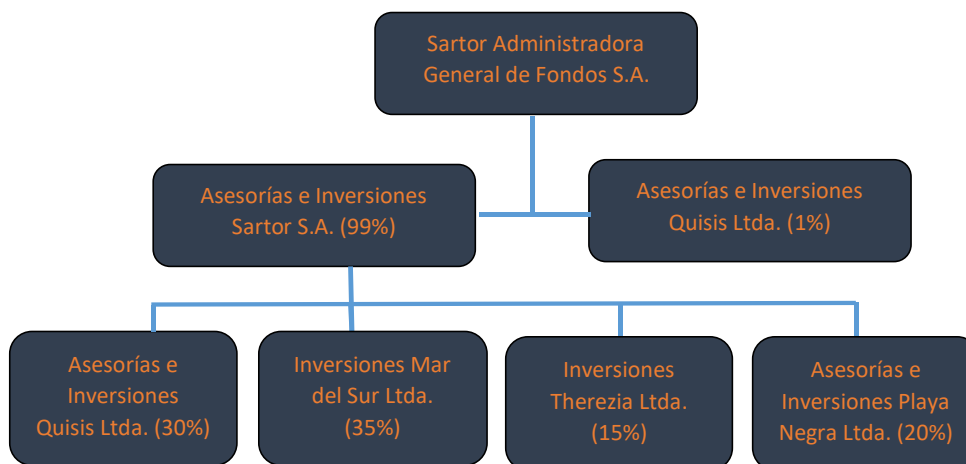 Sartor Administradora
General de Fondos S.A.
Asesorías e Inversiones
Sartor S.A. (99%)
Asesorías e Inversiones
Quisis Ltda. (1%)
Asesorías e
Inversiones
Quisis Ltda. (30%)
Inversiones Mar
del Sur Ltda.
(35%)
Inversiones
Therezia Ltda.
(15%)
Asesorías e
Inversiones Playa
Negra Ltda. (20%)